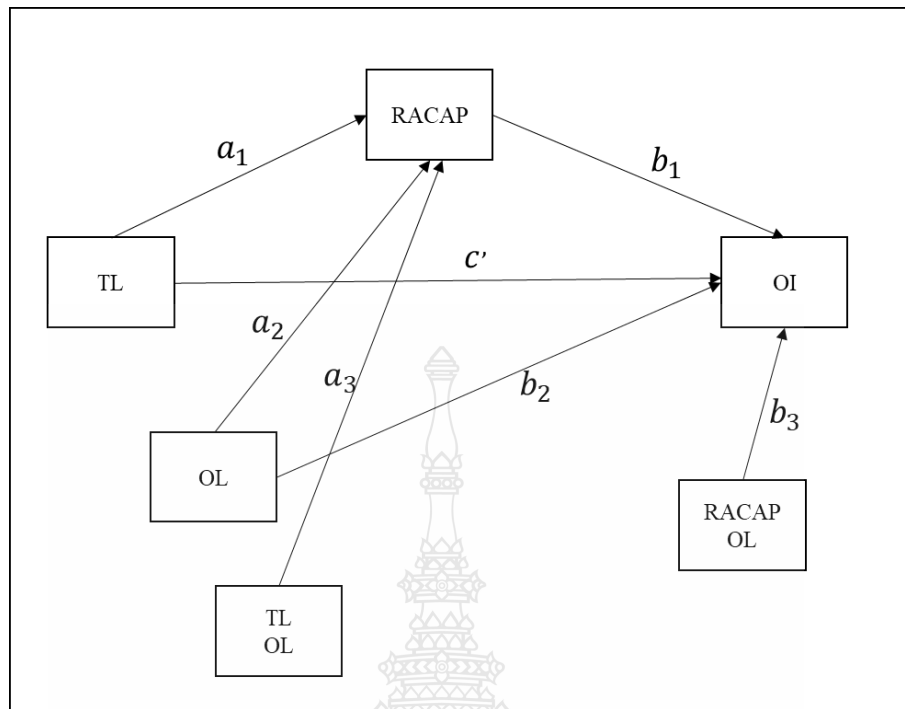 RACAP
a₁
b₁
TL
c’
OI
a₂
a₃
b₂
b₃
OL
RACAP
OL
TL
OL